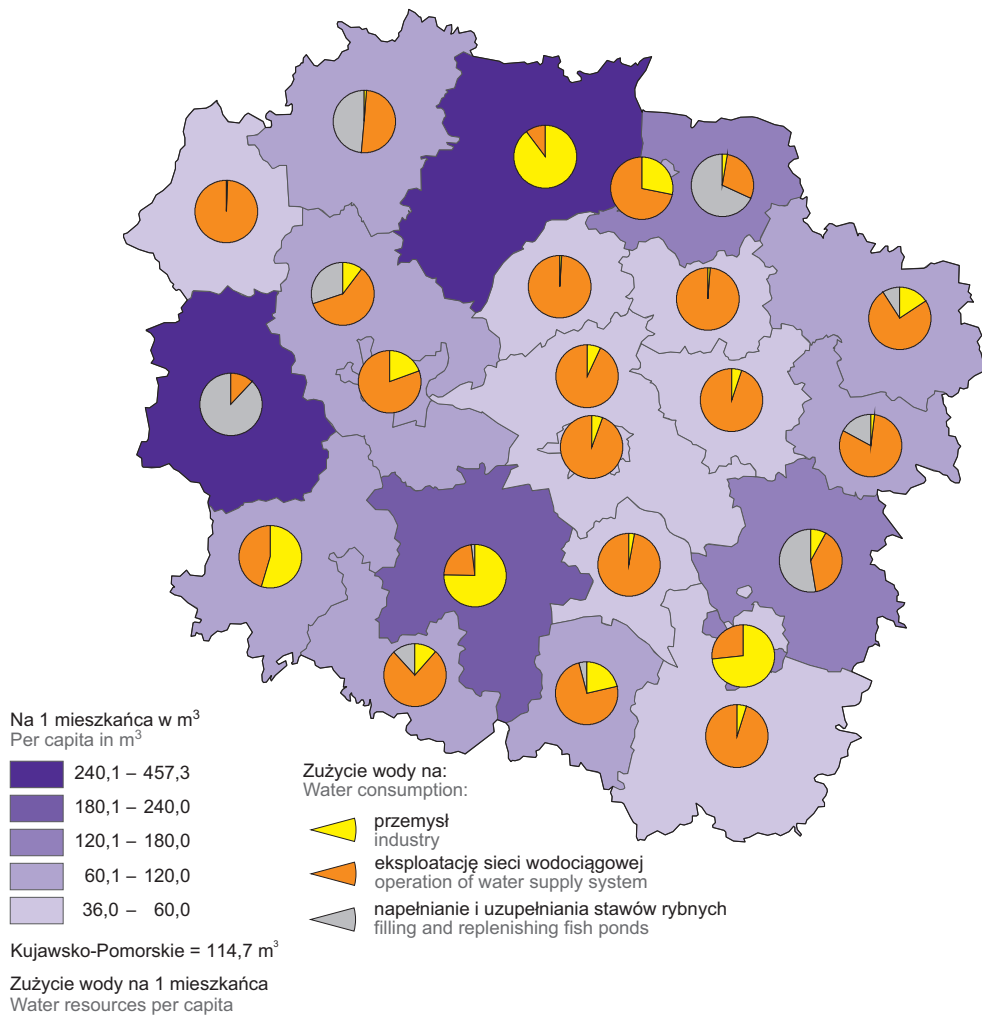 Na 1 mieszkańca w m³
Per capita in m³
240,1 – 457,3
180,1 – 240,0
120,1 – 180,0
60,1 – 120,0
36,0 – 60,0
Kujawsko-Pomorskie = 114,7 m³
Zużycie wody na 1 mieszkańca
Water resources per capita
Zużycie wody na:
Water consumption:
przemysł
industry
eksploatację sieci wodociągowej
operation of water supply system
napełnianie i uzupełniania stawów rybnych
filling and replenishing fish ponds